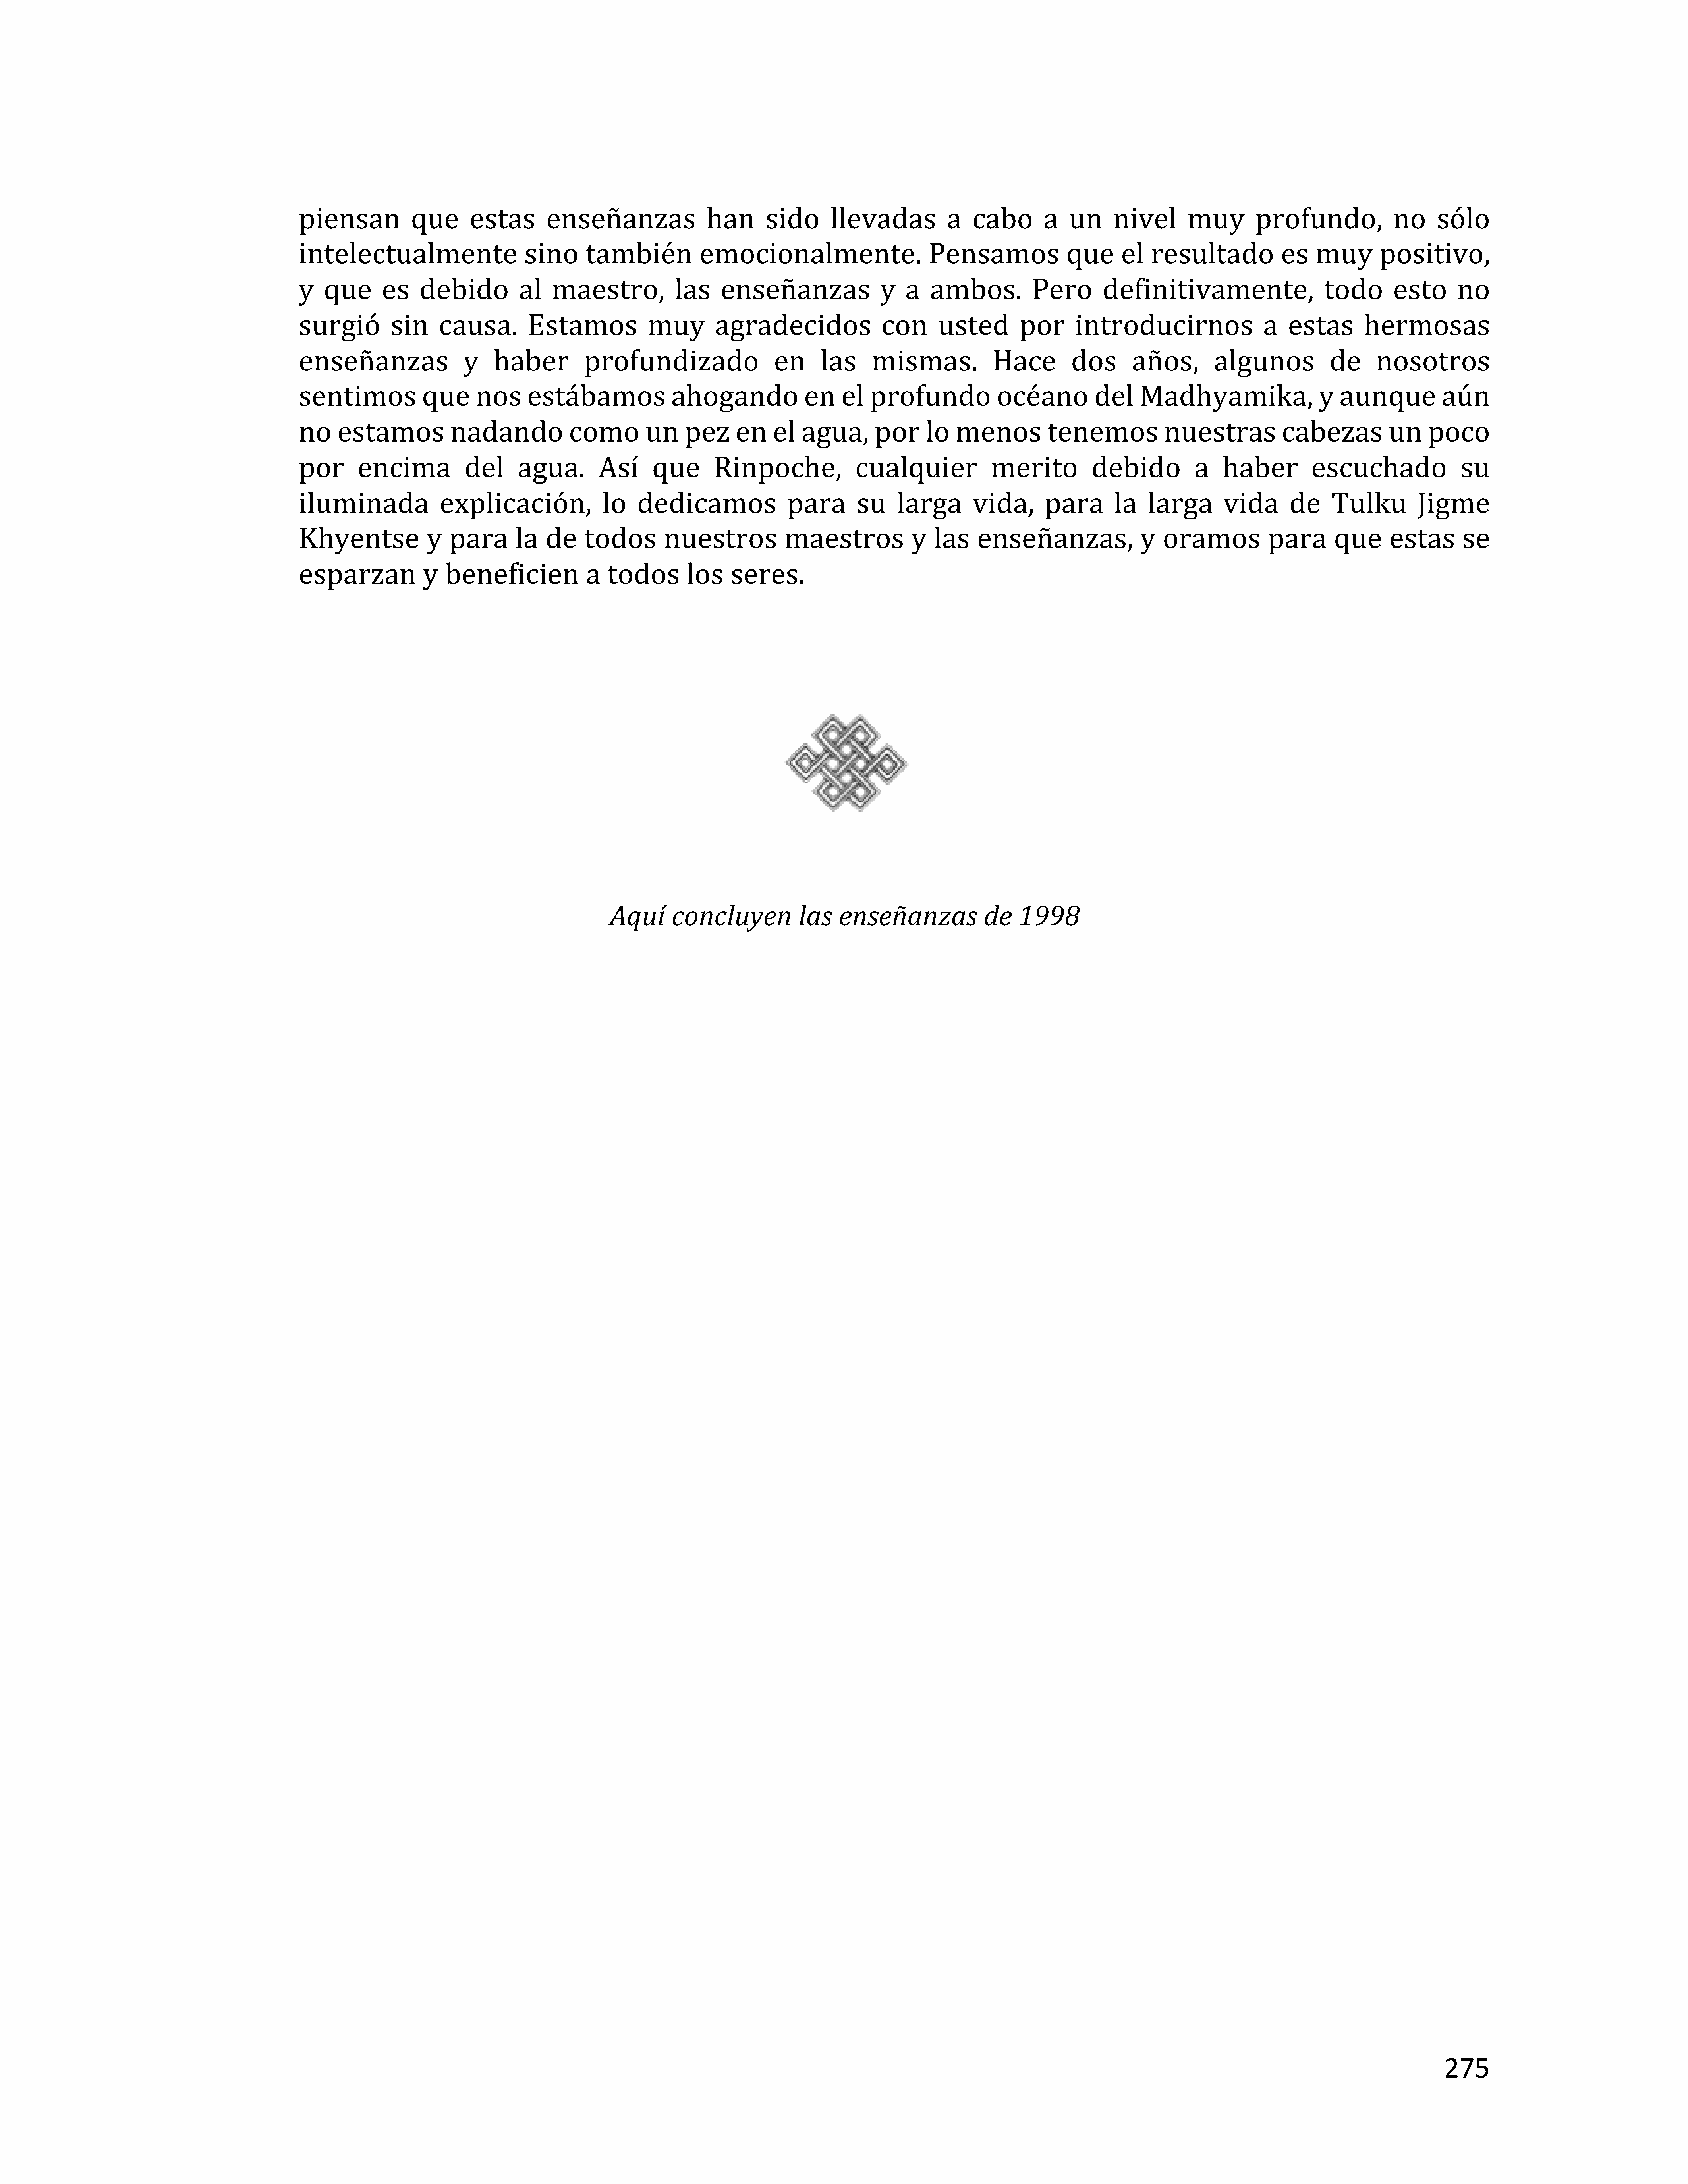 piensan que estas enseñanzas han sido llevadas a cabo a un nivel muy profundo, no sólo
intelectualmente sino también emocionalmente. Pensamos que el resultado es muy positivo,
y que es debido al maestro, las enseñanzas y a ambos. Pero definitivamente, todo esto no
surgió sin causa. Estamos muy agradecidos con usted por introducirnos a estas hermosas
enseñanzas y haber profundizado en las mismas. Hace dos años, algunos de nosotros
sentimos que nos estábamos ahogando en el profundo océano del Madhyamika, y aunque aún
no estamos nadando como un pez en el agua, por lo menos tenemos nuestras cabezas un poco
por encima del agua. Así que Rinpoche, cualquier merito debido a haber escuchado su
iluminada explicación, lo dedicamos para su larga vida, para la larga vida de Tulku Jigme
Khyentse y para la de todos nuestros maestros y las enseñanzas, y oramos para que estas se
esparzan y beneficien a todos los seres.
Aquí concluyen las enseñanzas de 1998
275